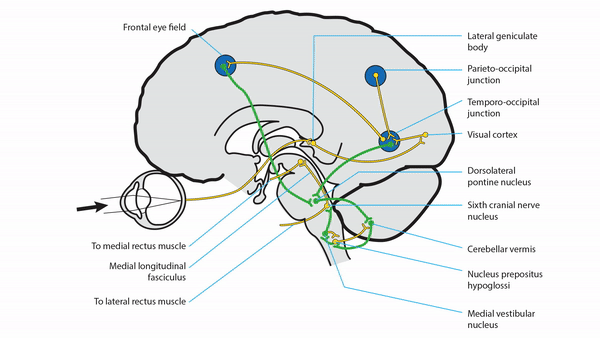 Frontal eye field
Lateral geniculate
body
Parieto-occipital
junction
Temporo-occipital
junction
Visual cortex
Dorsolateral
pontine nucleus
Sixth cranial nerve
nucleus
Cerebellar vermis
Nucleus prepositus
hypoglossi
Medial vestibular
nucleus
To medial rectus muscle
Medial longitudinal
fasciculus
To lateral rectus muscle